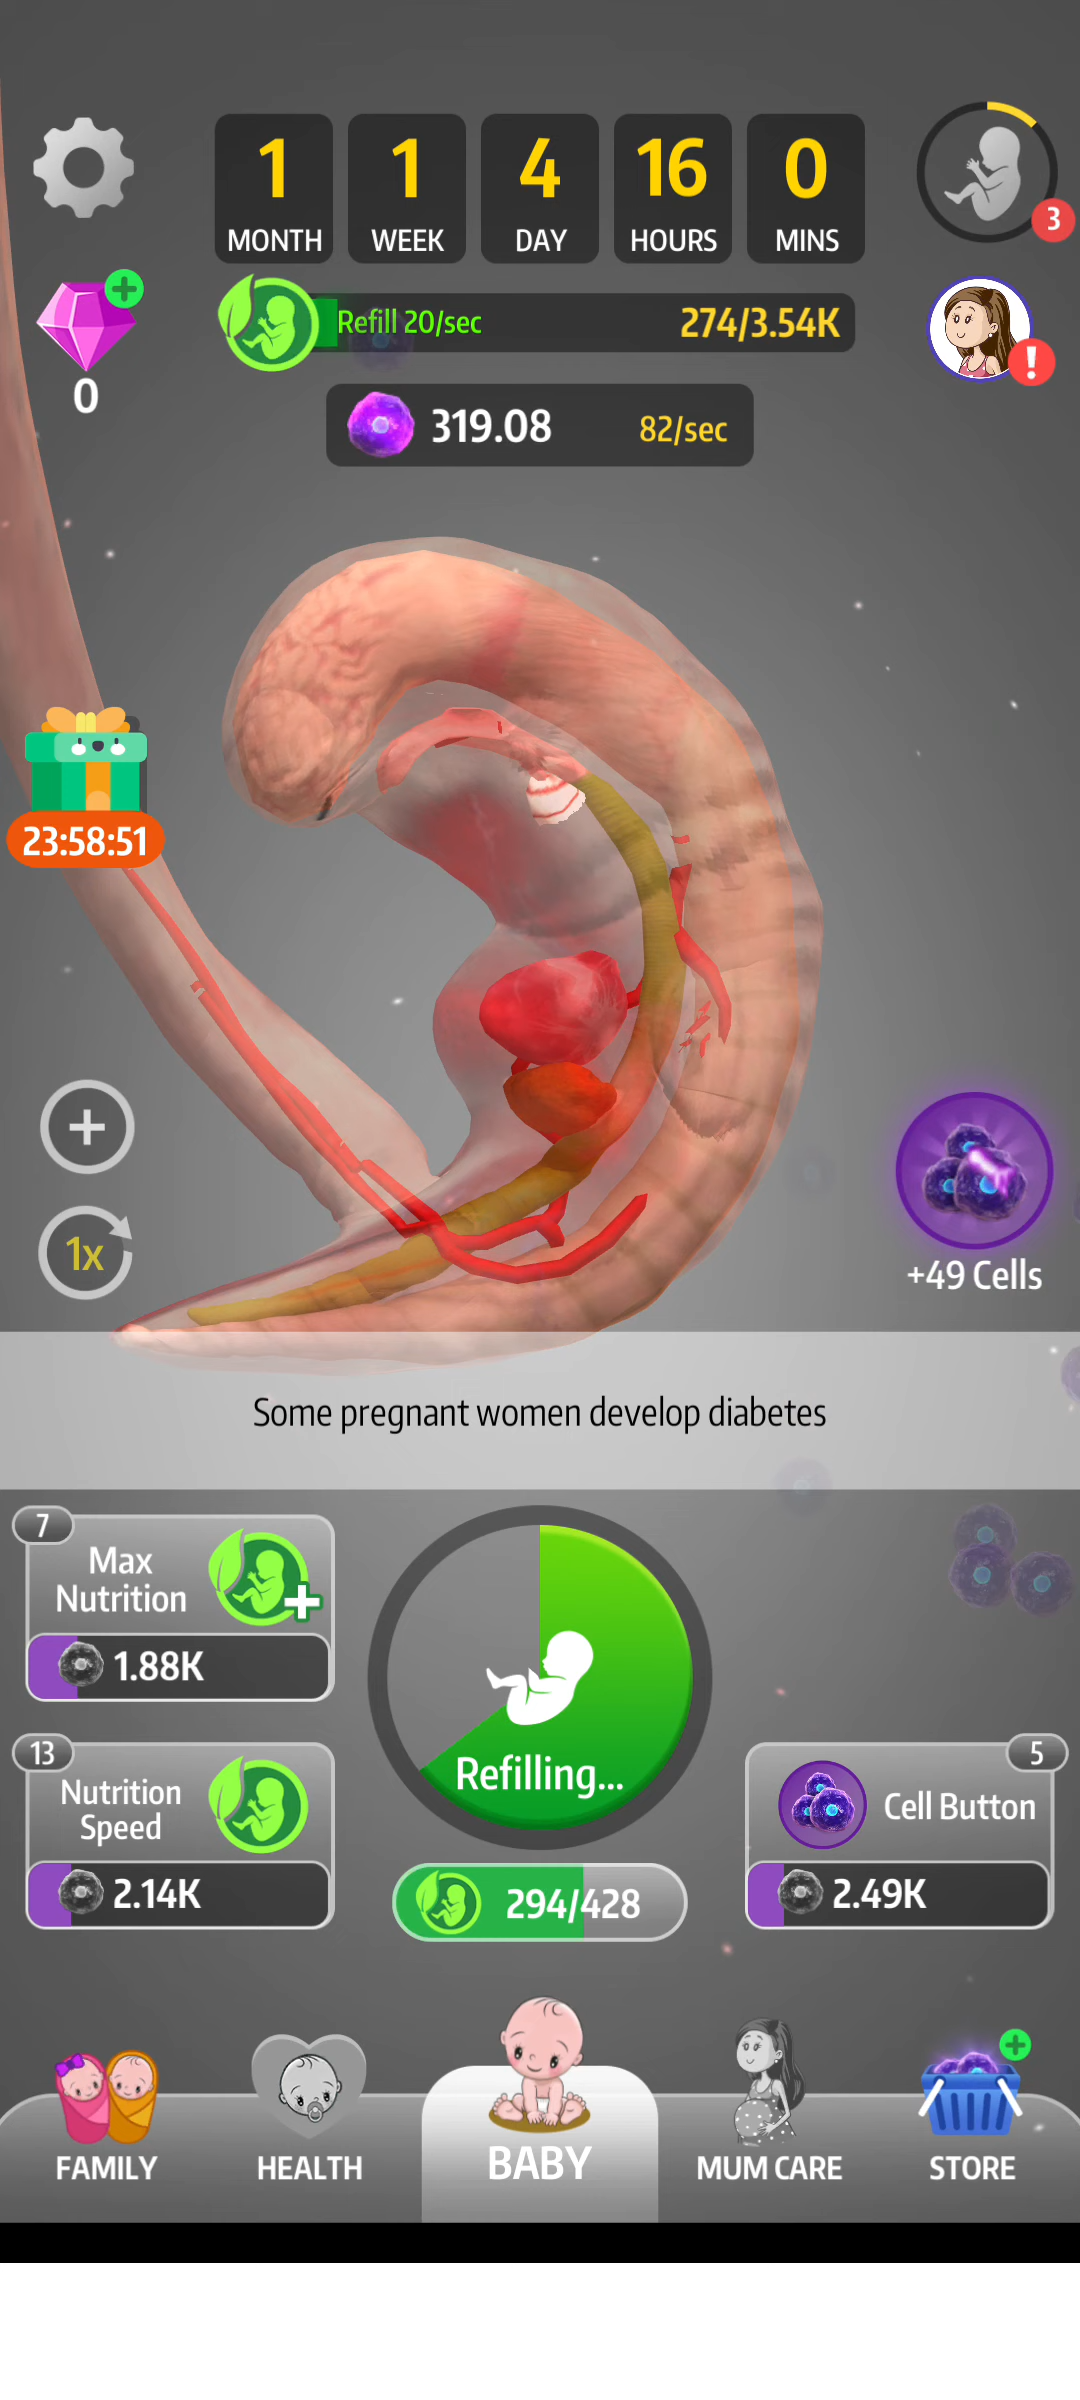 1 1 4 16 0
MONTH WEEK DAY HOURS MINS
3
Refill 20/sec 274/3.54K
!
0
319.08 82/sec
23:58:51
1x
+49 Cells
Some pregnant women develop diabetes
7
Max
Nutrition
1.88K
13
Nutrition
Speed
2.14K
Refilling...
294/428
5
Cell Button
2.49K
FAMILY HEALTH BABY MUM CARE STORE